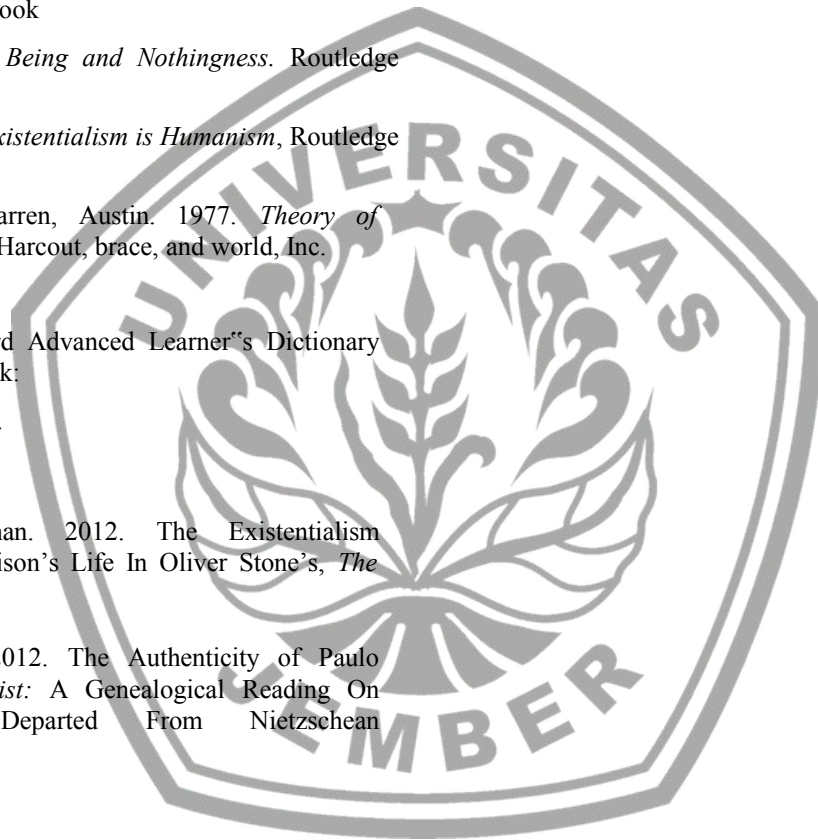 ook
Being and Nothingness. Routledge
xistentialism is Humanism, Routledge
arren, Austin. 1977. Theory of
Harcout, brace, and world, Inc.
d Advanced Learner‟s Dictionary
k:
nan. 2012. The Existentialism
ison’s Life In Oliver Stone’s, The
2012. The Authenticity of Paulo
ist: A Genealogical Reading On
Departed From Nietzschean
UNIVERSITAS
JEMBER